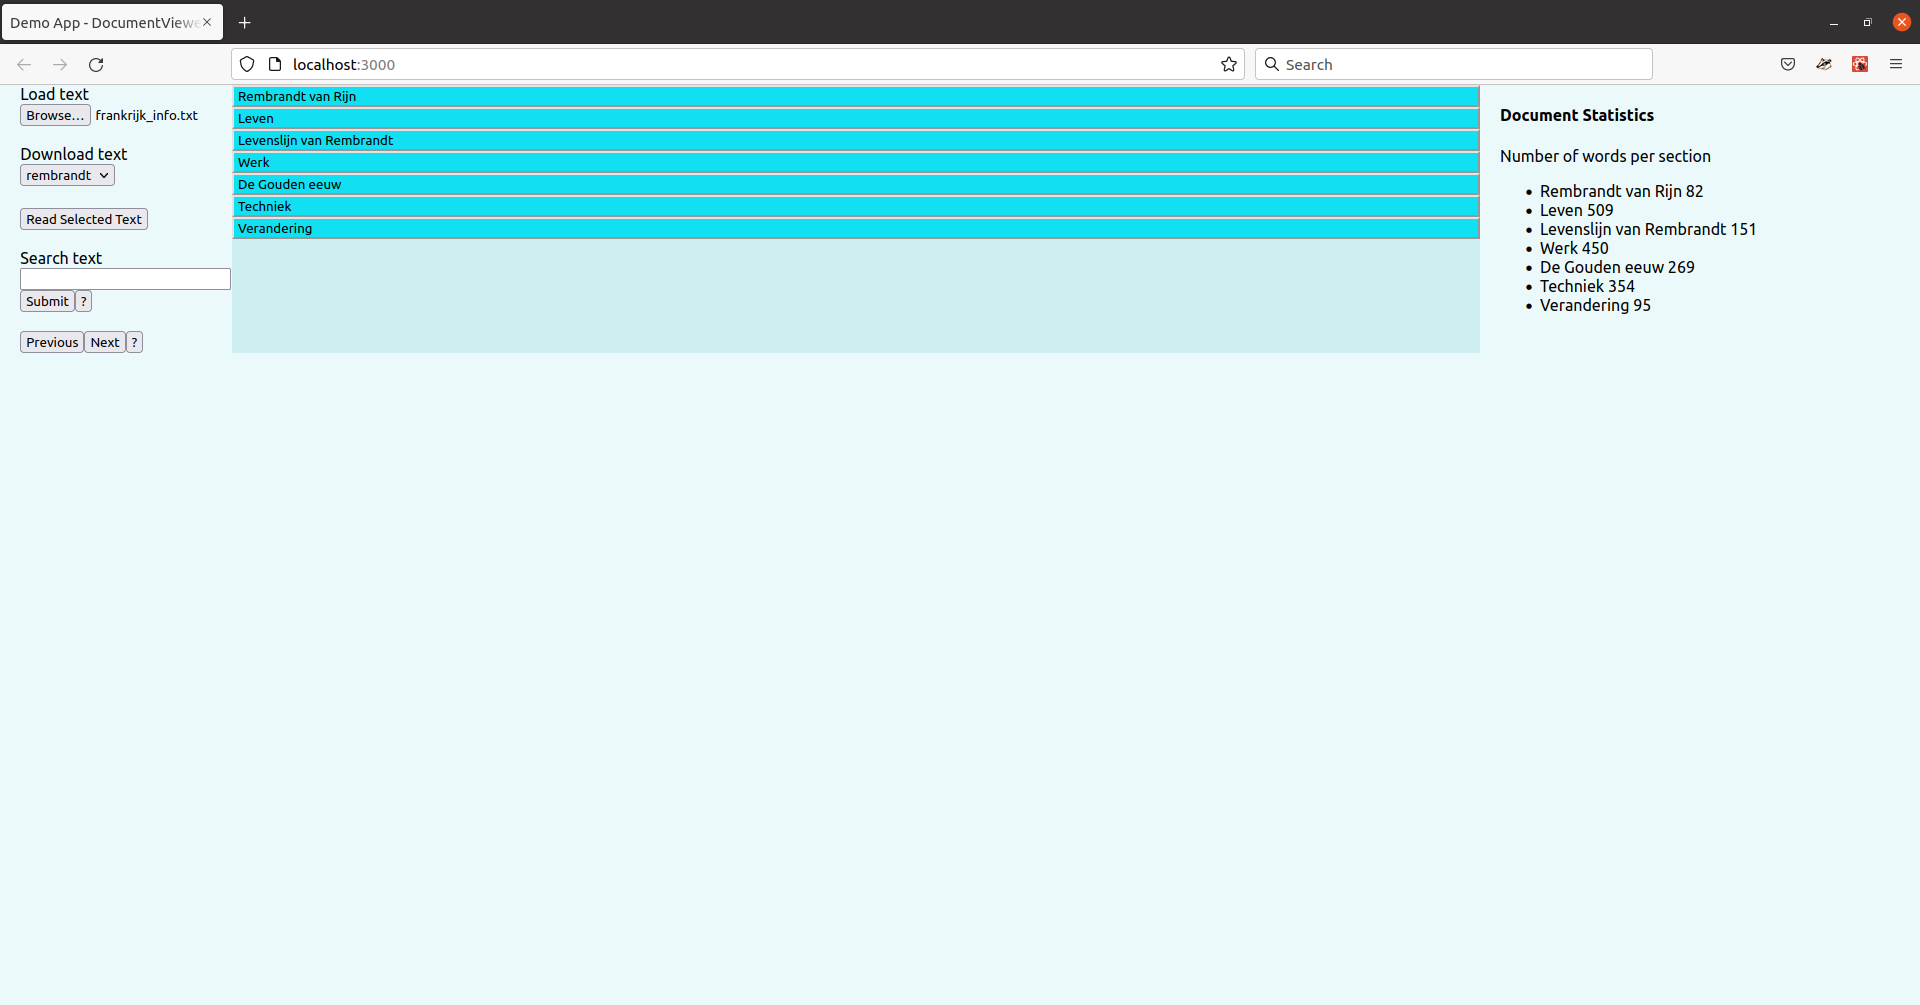 Demo App - DocumentViewe
localhost:3000
Search
Load text
Browse... frankrijk_info.txt
Download text
rembrandt
Read Selected Text
Search text
Submit ?
Previous Next ?
Rembrandt van Rijn
Leven
Levenslijn van Rembrandt
Werk
De Gouden eeuw
Techniek
Verandering
Document Statistics
Number of words per section
• Rembrandt van Rijn 82
• Leven 509
• Levenslijn van Rembrandt 151
• Werk 450
• De Gouden eeuw 269
• Techniek 354
• Verandering 95